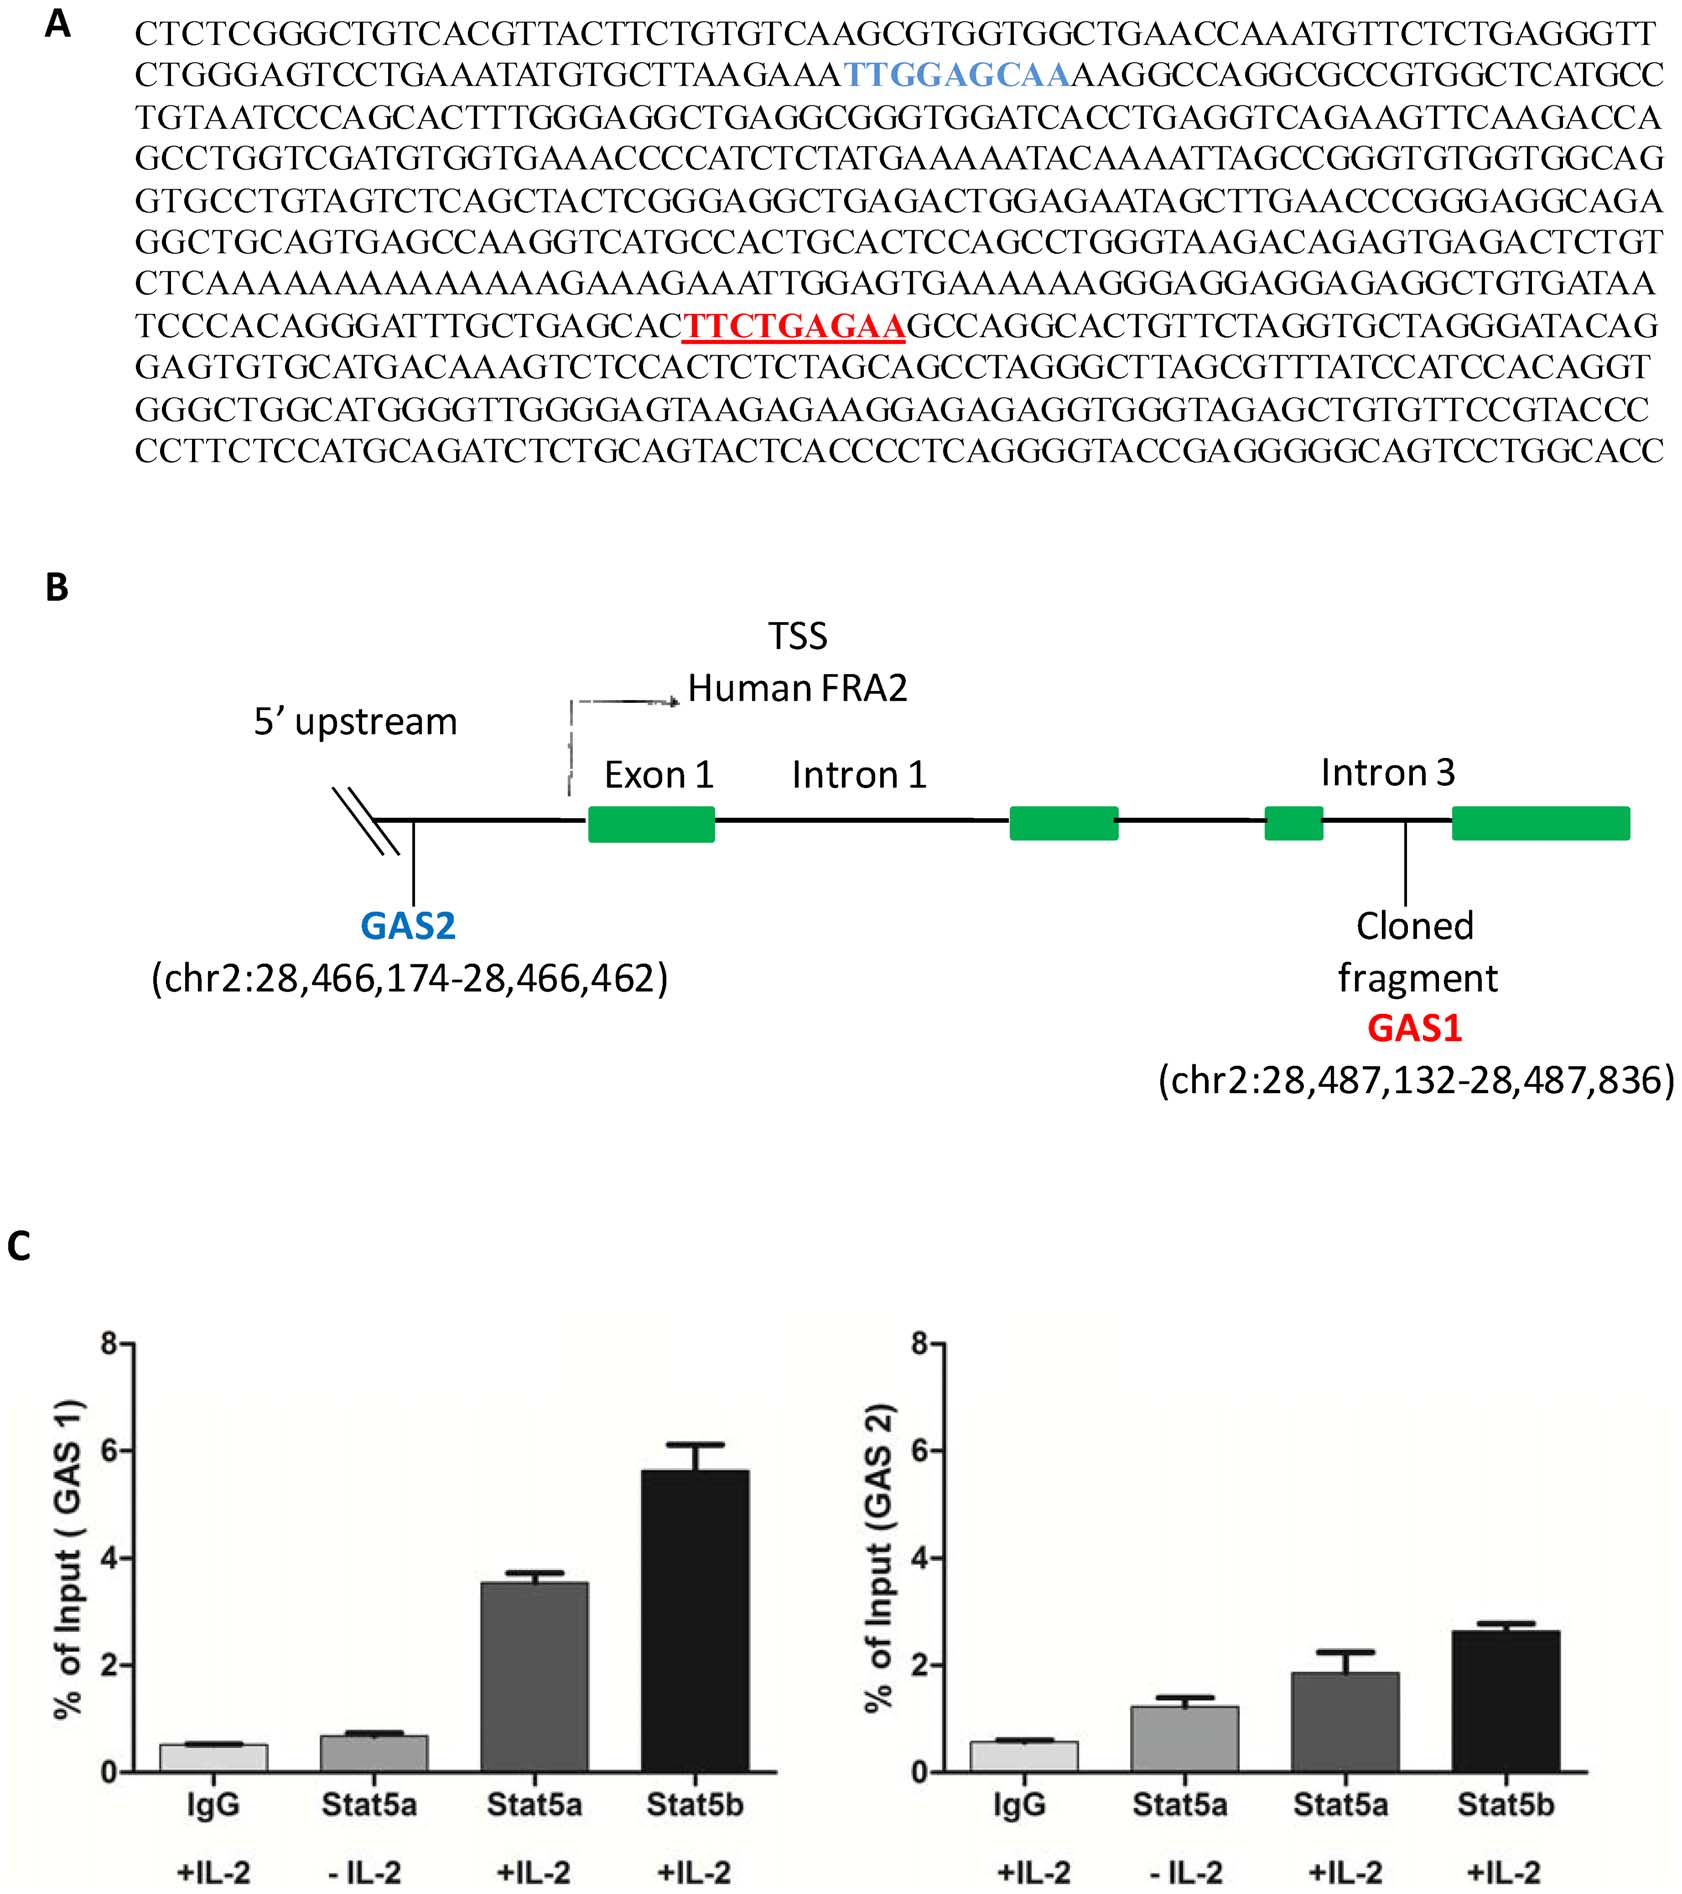 A
CTCTCGGGCTGTCACGTTACTTCTGTGTCAAGCGTGGTGGCTGAACCAAATGTTCTCTGAGGGTT
CTGGGAGTCCTGAAATATGTGCTTAAGAAATTGGAGCAAAAGGCCAGGCGCCGTGGCTCATGCC
TGTAATCCCAGCACTTTGGGAGGCTGAGGCGGGTGGATCACCTGAGGTCAGAAGTTCAAGACCA
GCCTGGTCGATGTGGTGAAACCCCATCTCTATGAAAAATACAAAATTAGCCGGGTGTGGTGGCAG
GTGCCTGTAGTCTCAGCTACTCGGGAGGCTGAGACTGGAGAATAGCTTGAACCCGGGAGGCAGA
GGCTGCAGTGAGCCAAGGTCATGCCACTGCACTCCAGCCTGGGTAAGACAGAGTGAGACTCTGT
CTCAAAAAAAAAAAAAAGAAAGAAATTGGAGTGAAAAAAGGGAGGAGGAGAGGCTGTGATAA
TCCCACAGGGATTTGCTGAGCACTTCTGAGAAGCCAGGCACTGTTCTAGGTGCTAGGGATACAG
GAGTGTGCATGACAAAGTCTCCACTCTCTAGCAGCCTAGGGCTTAGCGTTTATCCATCCACAGGT
GGGCTGGCATGGGGTTGGGGAGTAAGAGAAGGAGAGAGGTGGGTAGAGCTGTGTTCCGTACCC
CCTTCTCCATGCAGATCTCTGCAGTACTCACCCCTCAGGGGTACCGAGGGGGCAGTCCTGGCACC
B
TSS
Human FRA2
5’ upstream
Exon 1
Intron 1
Intron 3
GAS2
(chr2:28,466,174-28,466,462)
Cloned
fragment
GAS1
(chr2:28,487,132-28,487,836)
C
% of Input ( GAS 1)
8
6
4
2
0
IgG Stat5a Stat5a Stat5b
+IL-2 - IL-2 +IL-2 +IL-2
% of Input (GAS 2)
8
6
4
2
0
IgG Stat5a Stat5a Stat5b
+IL-2 - IL-2 +IL-2 +IL-2